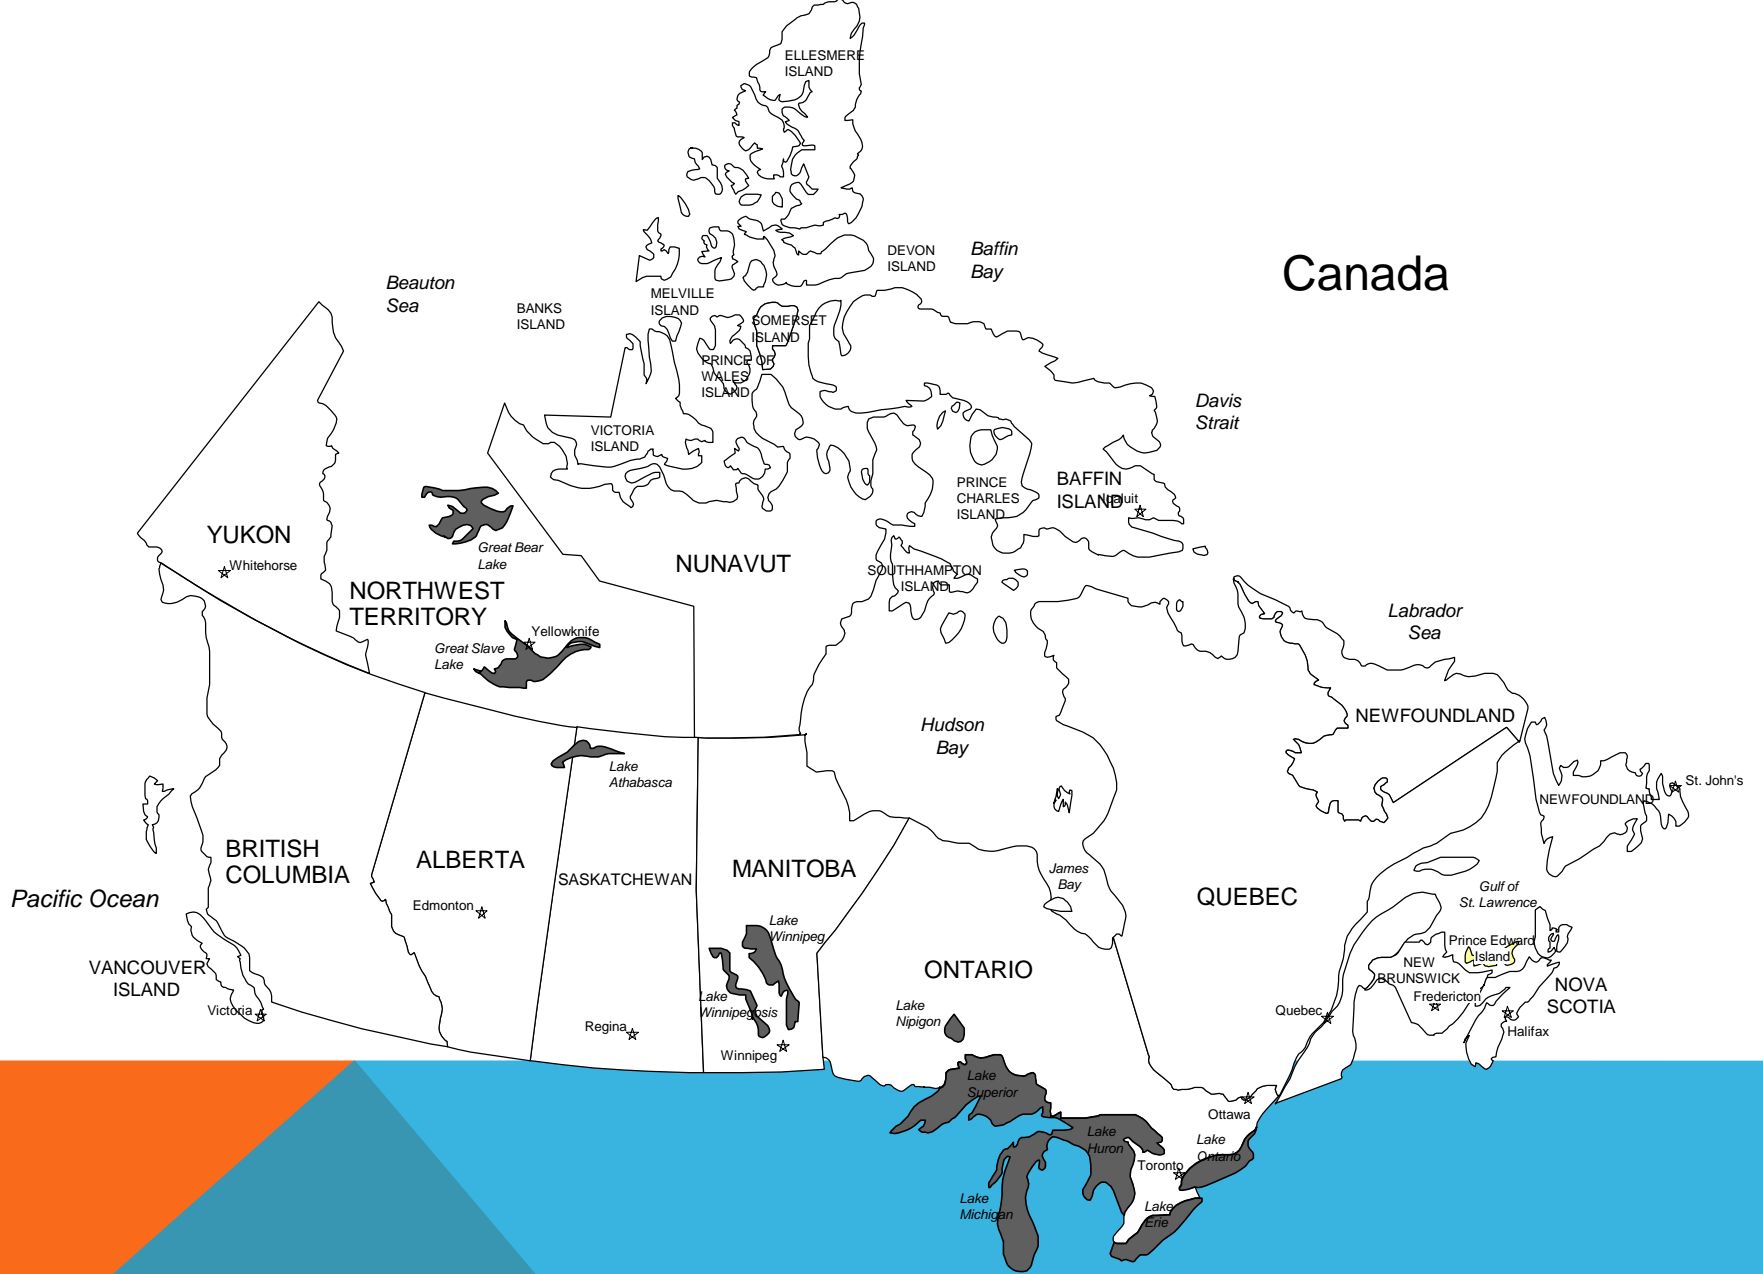 ELLESMERE
ISLAND
DEVON
ISLAND
Baffin
Bay
Canada
Beauton
Sea
BANKS
ISLAND
MELVILLE
ISLAND
SOMERSET
ISLAND
PRINCE OF
WALES
ISLAND
VICTORIA
ISLAND
Davis
Strait
PRINCE
CHARLES
ISLAND
BAFFIN
ISLAND
Iqaluit
YUKON
Whitehorse
Great Bear
Lake
NORTHWEST
TERRITORY
NUNAVUT
SOUTHHAMPTON
ISLAND
Yellowknife
Great Slave
Lake
Labrador
Sea
Hudson
Bay
NEWFOUNDLAND
Lake
Athabasca
St. John's
NEWFOUNDLAND
BRITISH
COLUMBIA
ALBERTA
SASKATCHEWAN
MANITOBA
James
Bay
QUEBEC
Gulf of
St. Lawrence
Pacific Ocean
Edmonton
Lake
Winnipeg
VANCOUVER
ISLAND
Victoria
Lake
Winnipegosis
Regina
Winnipeg
ONTARIO
Lake
Nipigon
Prince Edward
Island
NEW
BRUNSWICK
Fredericton
NOVA
SCOTIA
Quebec
Halifax
Lake
Superior
Ottawa
Lake
Huron
Lake
Ontario
Toronto
Lake
Michigan
Lake
Erie